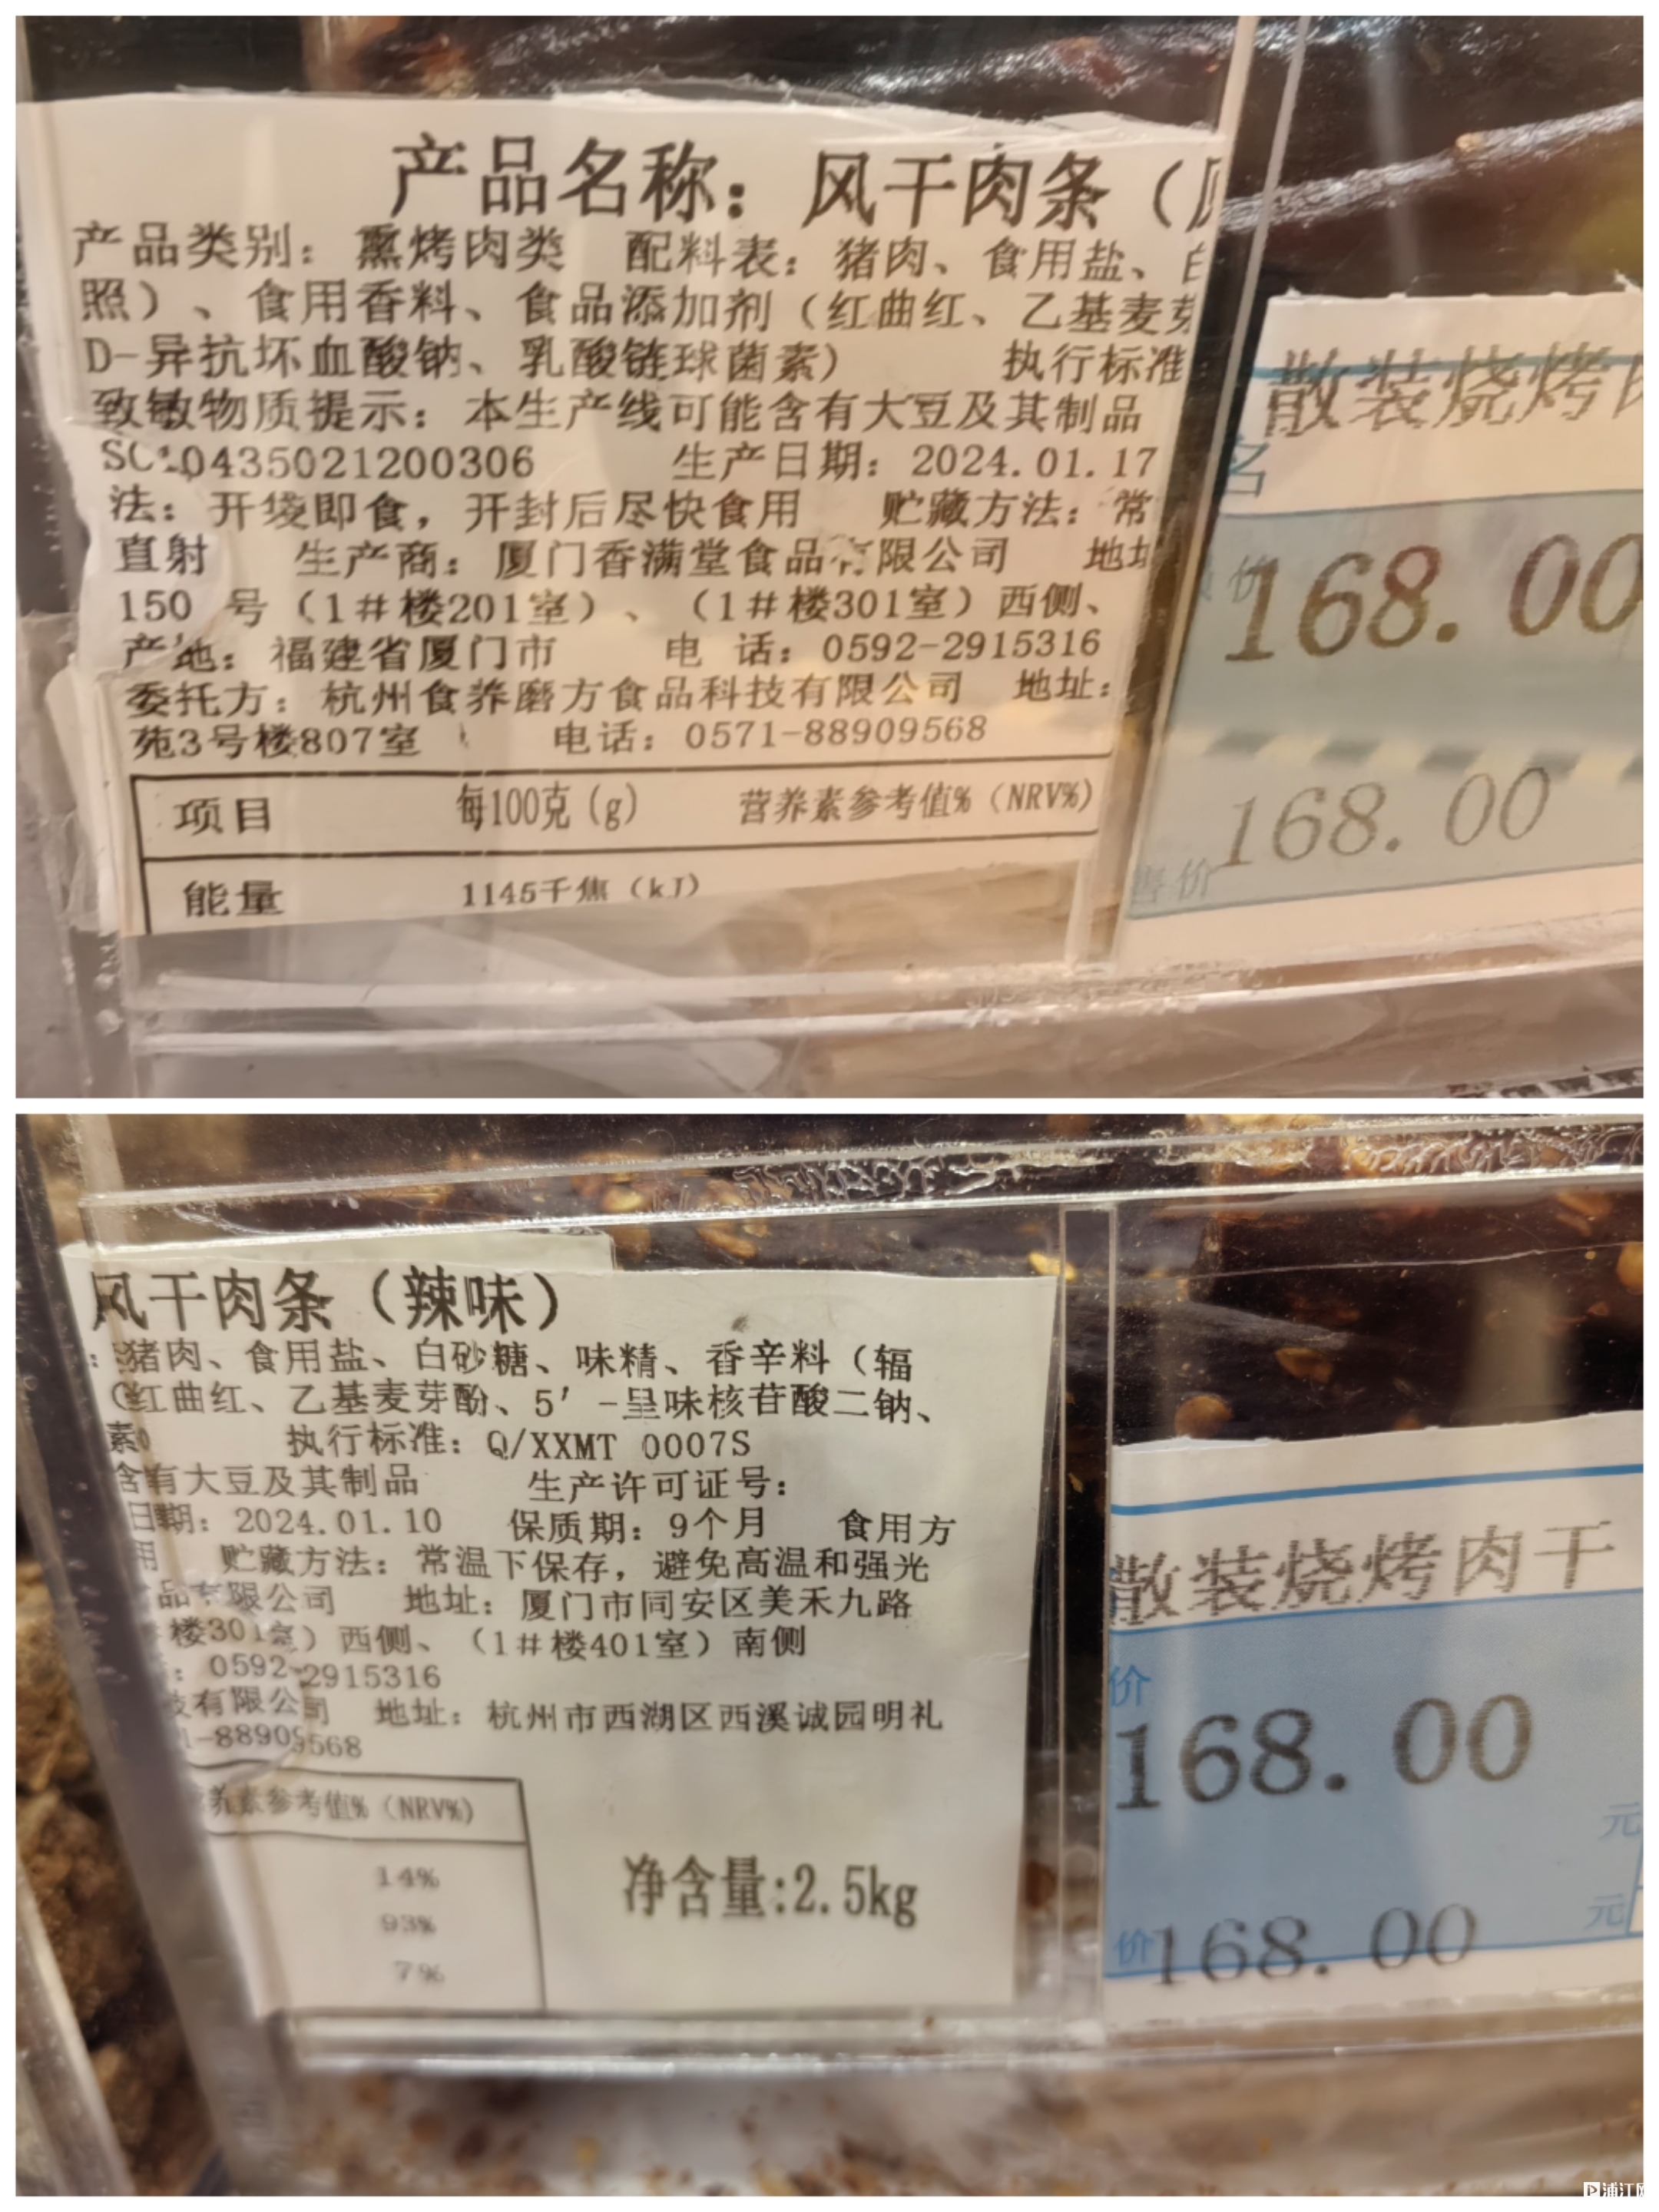 产品名称：风干肉条（
产品类别：熏烤肉类 配料表：猪肉、食用盐、白
照）、食用香料、食品添加剂（红曲红、乙基麦芽
D-异抗坏血酸钠、乳酸链球菌素） 执行标准
致敏物质提示：本生产线可能含有大豆及其制品
SC10435021200306 生产日期：2024.01.17
法：开袋即食，开封后尽快食用 贮藏方法：常
直射 生产商：厦门香满堂食品有限公司 地址
150 号（1#楼201室）、（1#楼301室）西侧、
产地：福建省厦门市 电 话：0592-2915316
委托方：杭州食养磨方食品科技有限公司 地址：
苑3号楼807室 电话：0571-88909568
项目 每100克(g) 营养素参考值%(NRV%)
能量 1145千焦（kJ）
散装烧烤
名
价
168.00
168.00
售价
风干肉条（辣味）
：猪肉、食用盐、白砂糖、味精、香辛料（辐
（红曲红、乙基麦芽酚、5′-呈味核苷酸二钠、
素） 执行标准：Q/XXMT 0007S
含有大豆及其制品 生产许可证号：
日期：2024.01.10 保质期：9个月 食用方
用 贮藏方法：常温下保存，避免高温和强光
品有限公司 地址：厦门市同安区美禾九路
#楼301室）西侧、（1#楼401室）南侧
：0592-2915316
技有限公司 地址：杭州市西湖区西溪诚园明礼
1-88909568
养素参考值%(NRV%)
14%
93%
7%
净含量:2.5kg
散装烧烤肉干
价
168.00
元
价168.00
元
浦江网